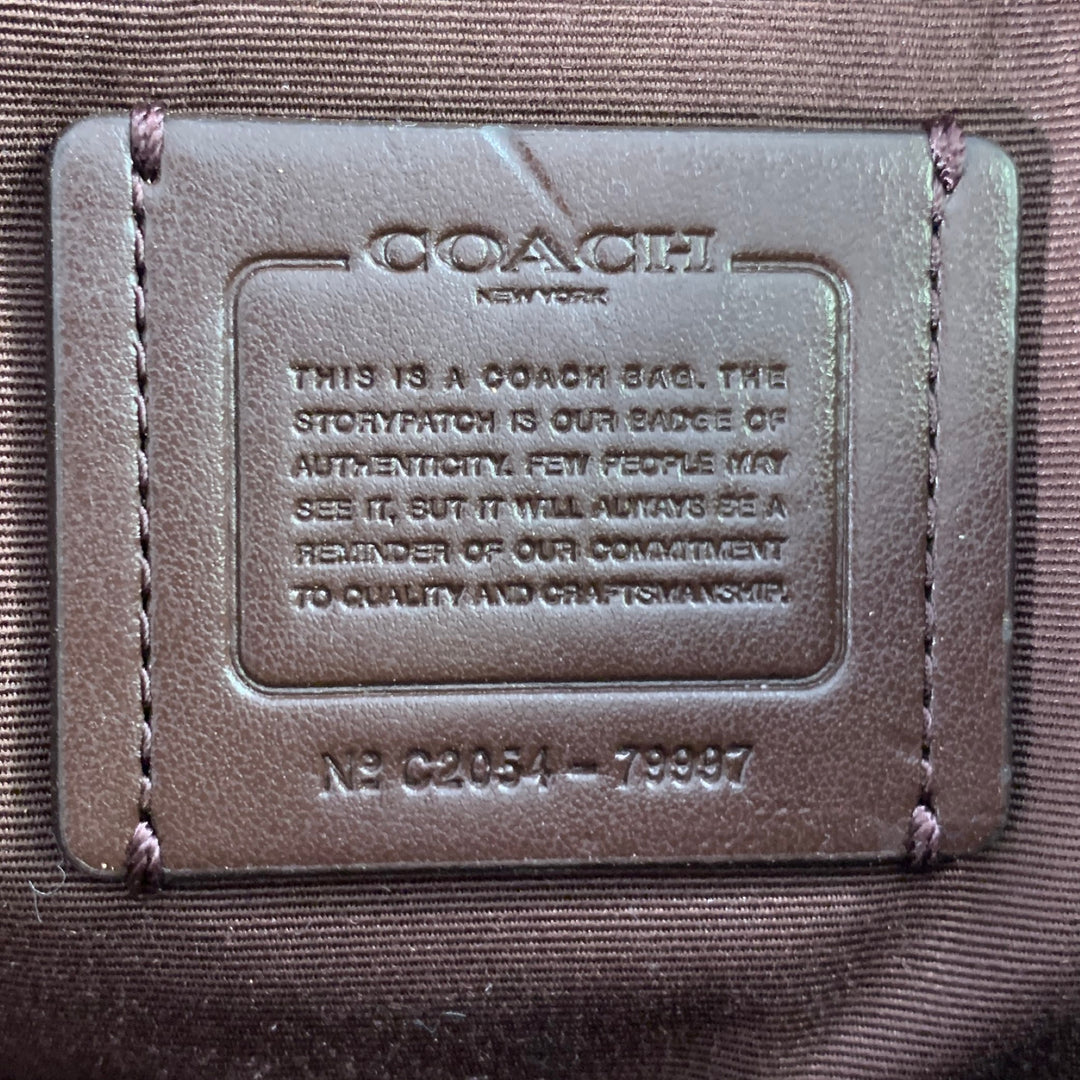 COACH
NEW YORK
THIS IS A COACH BAG. THE
STORYPATCH IS OUR BADGE OF
AUTHENTICITY. FEW PEOPLE MAY
SEE IT, BUT IT WILL ALWAYS BE A
REMINDER OF OUR COMMITMENT
TO QUALITY AND CRAFTSMANSHIP.
Nº C2054-79997